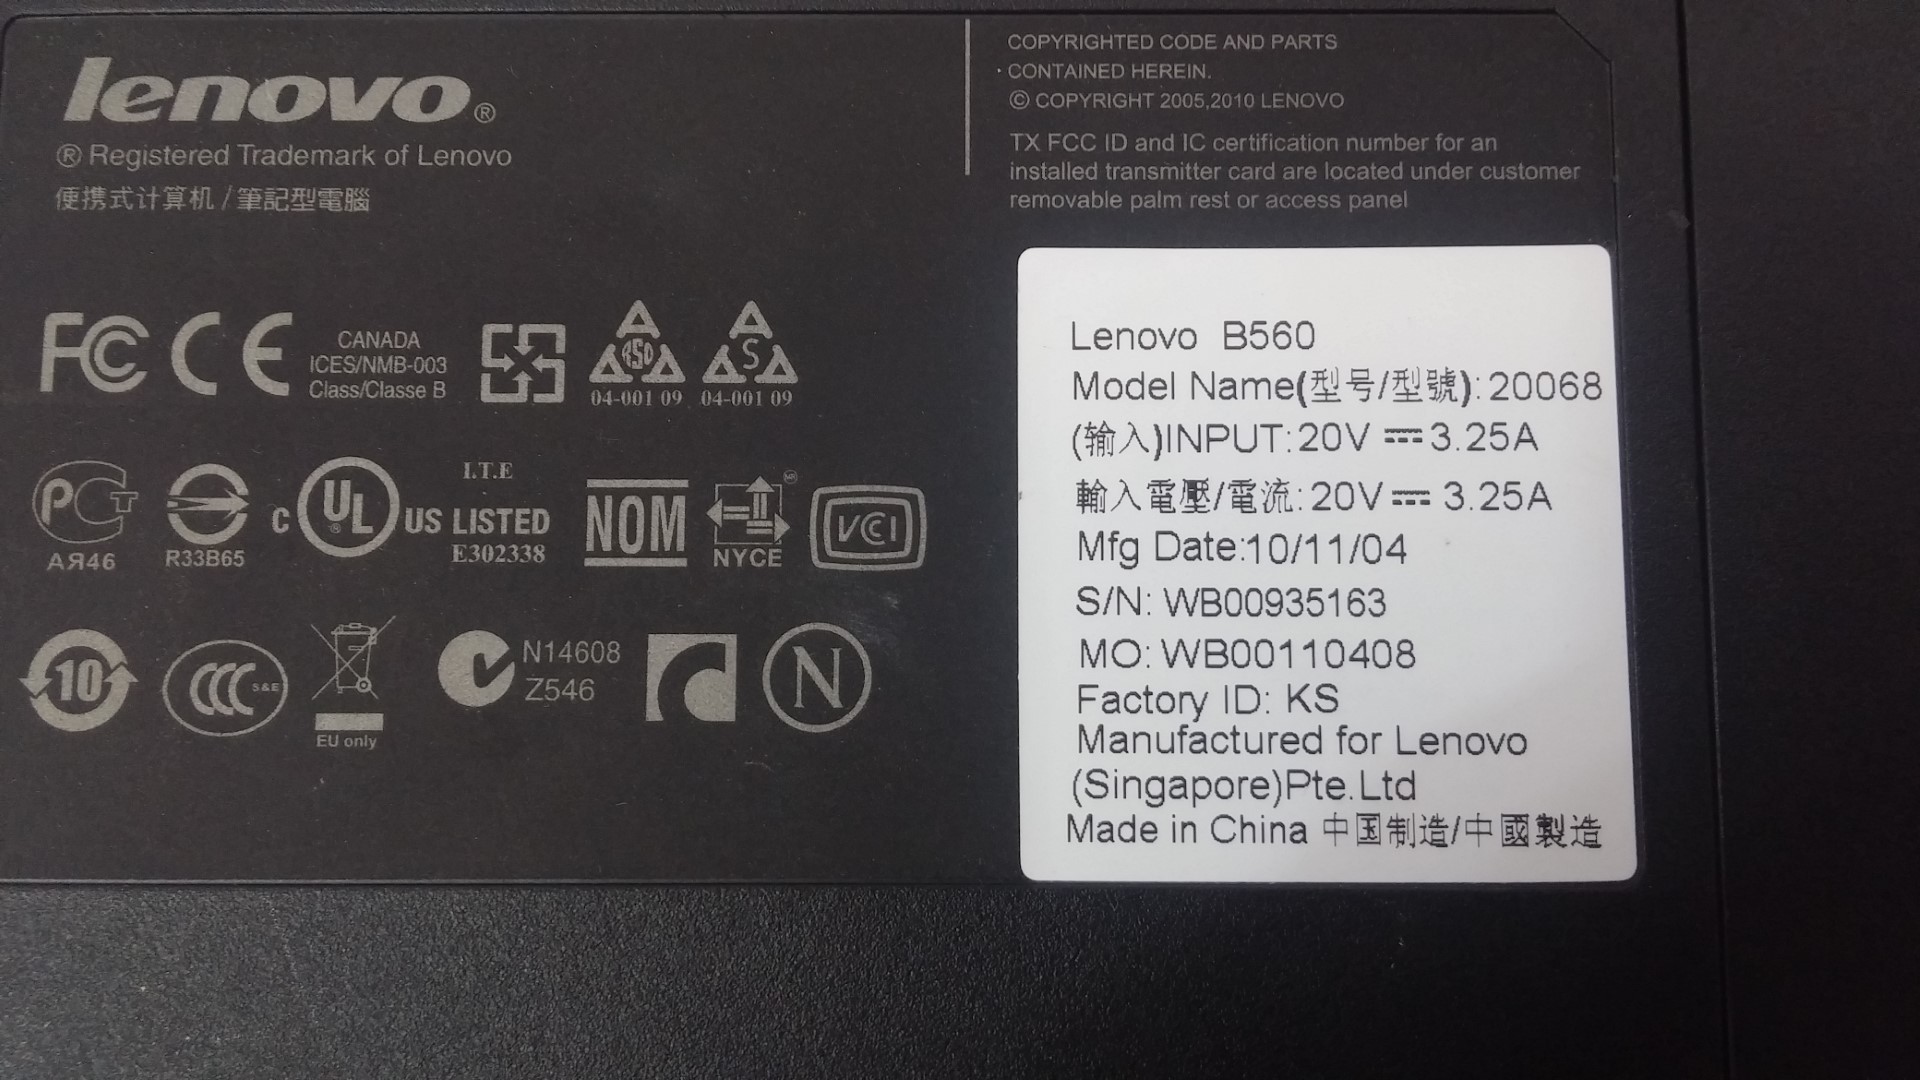 lenovo®
® Registered Trademark of Lenovo
便携式计算机 / 筆記型電腦
COPYRIGHTED CODE AND PARTS
CONTAINED HEREIN.
© COPYRIGHT 2005,2010 LENOVO
TX FCC ID and IC certification number for an
installed transmitter card are located under customer
removable palm rest or access panel
FC CE
CANADA
ICES/NMB-003
Class/Classe B
RSD
04-001 09
S
04-001 09
PCT
АЯ46
R33B65
C UL® US LISTED
I.T.E
E302338
NOM
NYCE
VCI
10
CCC S&E
EU only
N14608
Z546
N
Lenovo B560
Model Name(型号/型號): 20068
(输入)INPUT: 20V ⎓ 3.25A
輸入電壓/電流: 20V ⎓ 3.25A
Mfg Date:10/11/04
S/N: WB00935163
MO: WB00110408
Factory ID: KS
Manufactured for Lenovo
(Singapore)Pte.Ltd
Made in China 中国制造/中國製造